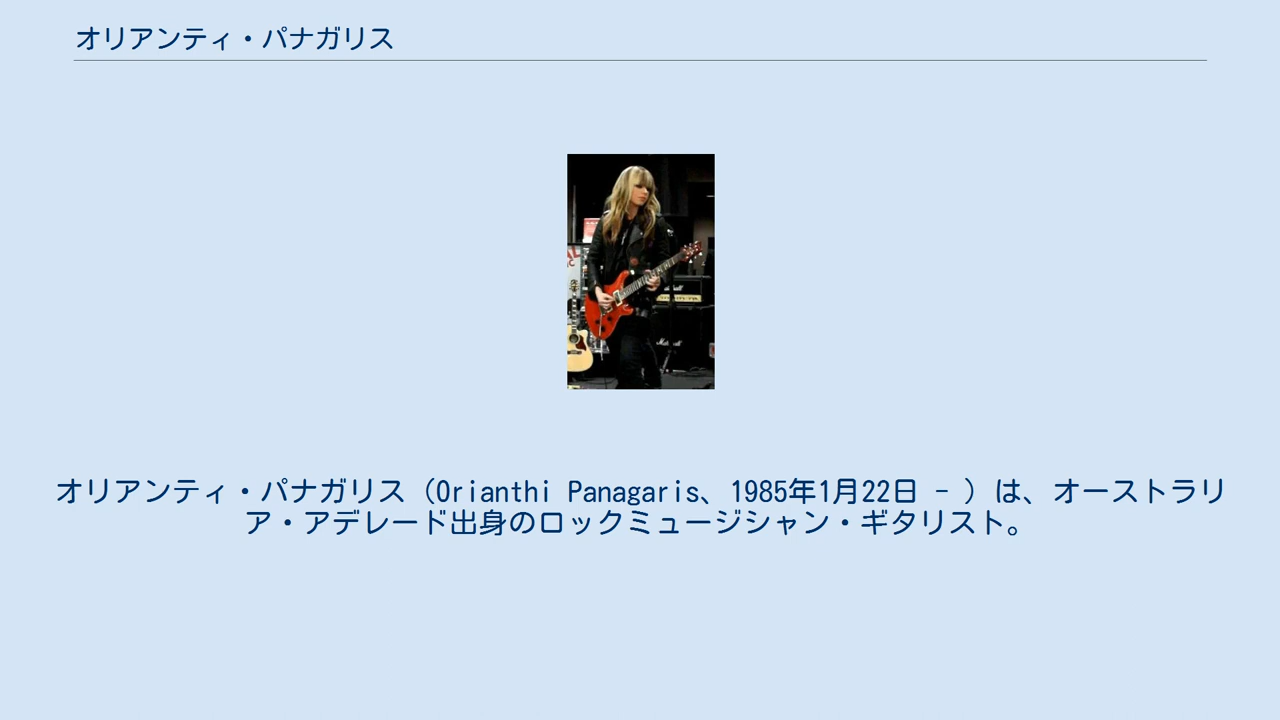 オリアンティ・パナガリス
Marshall
Marshall
オリアンティ・パナガリス（Orianthi Panagaris、1985年1月22日 - ）は、オーストラリ
ア・アデレード出身のロックミュージシャン・ギタリスト。